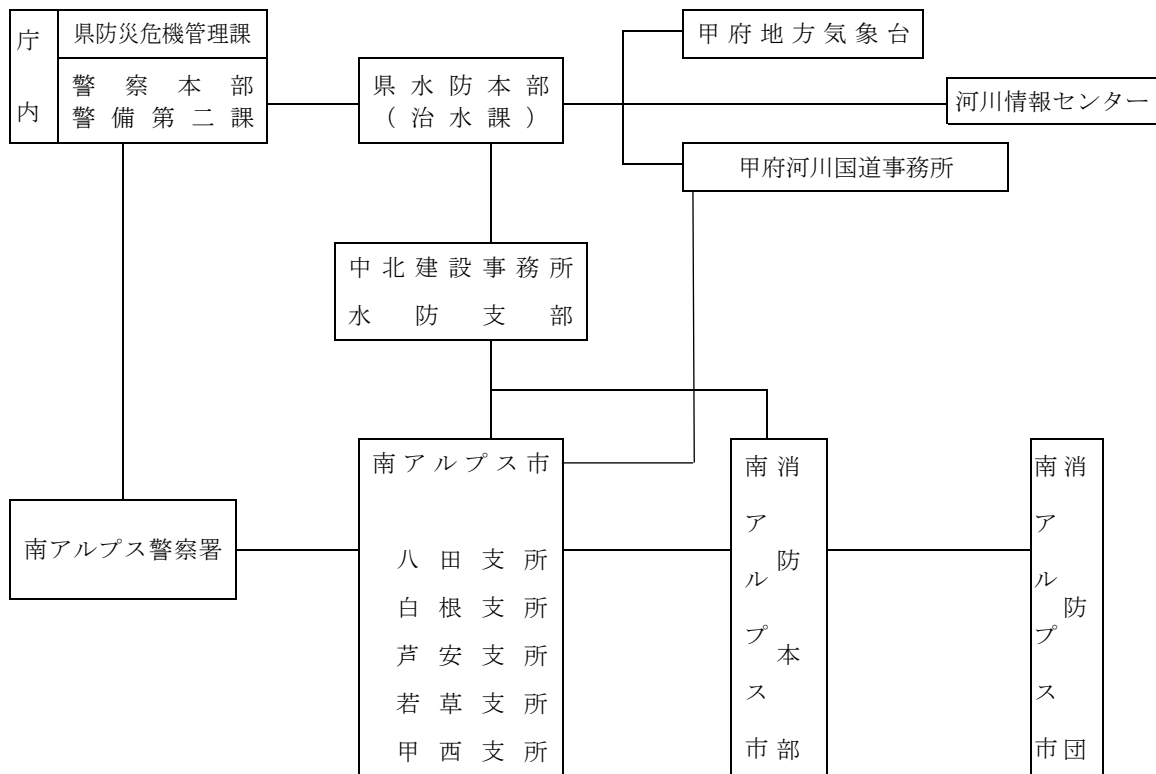 庁内
県防災危機管理課
警察本部
警備第二課
県水防本部
(治水課)
甲府地方気象台
河川情報センター
甲府河川国道事務所
中北建設事務所
水防支部
南アルプス市
八田支所
白根支所
芦安支所
若草支所
甲西支所
南アルプス警察署
南アルプス市
消防本部
南アルプス市
消防団